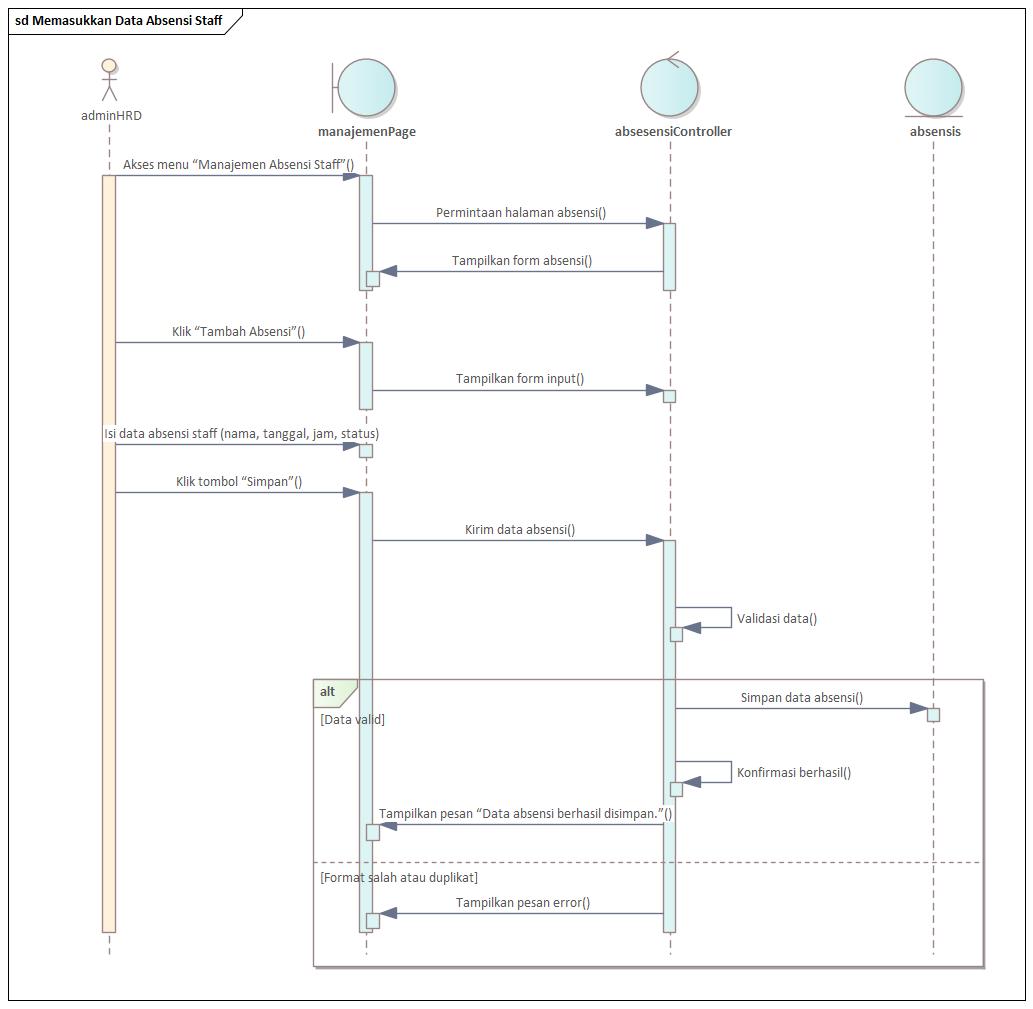 sd Memasukkan Data Absensi Staff
adminHRD
manajemenPage
absesensiController
absensis
Akses menu “Manajemen Absensi Staff”()
Permintaan halaman absensi()
Tampilkan form absensi()
Klik “Tambah Absensi”()
Tampilkan form input()
Isi data absensi staff (nama, tanggal, jam, status)
Klik tombol “Simpan”()
Kirim data absensi()
Validasi data()
alt
Simpan data absensi()
[Data valid]
Konfirmasi berhasil()
Tampilkan pesan “Data absensi berhasil disimpan.”()
[Format salah atau duplikat]
Tampilkan pesan error()